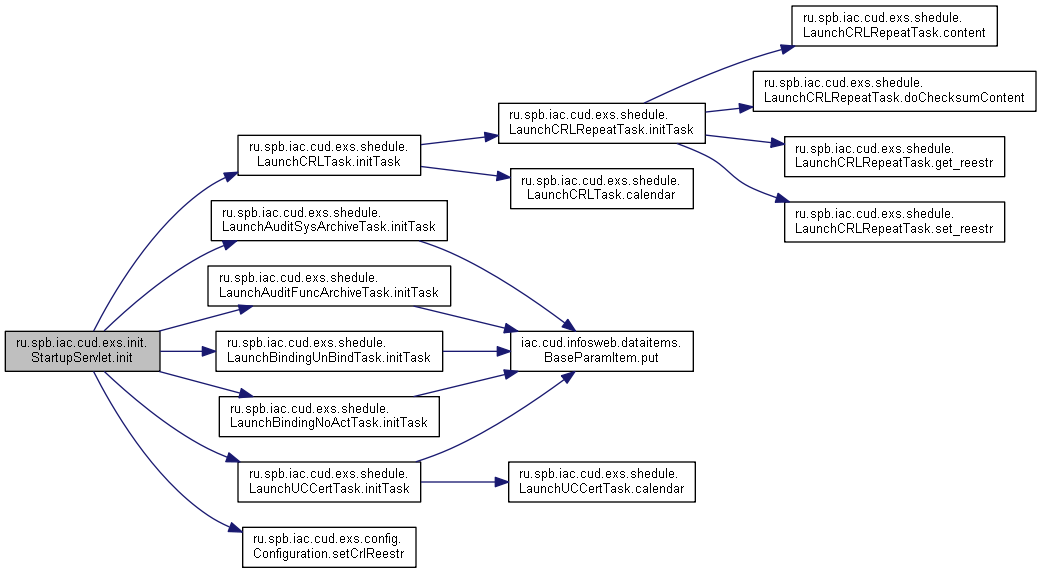 ru.spb.iac.cud.exs.init.
StartupServlet.init
ru.spb.iac.cud.exs.shedule.
LaunchCRLTask.initTask
ru.spb.iac.cud.exs.shedule.
LaunchAuditSysArchiveTask.initTask
ru.spb.iac.cud.exs.shedule.
LaunchAuditFuncArchiveTask.initTask
ru.spb.iac.cud.exs.shedule.
LaunchBindingUnBindTask.initTask
ru.spb.iac.cud.exs.shedule.
LaunchBindingNoActTask.initTask
ru.spb.iac.cud.exs.shedule.
LaunchUCCertTask.initTask
ru.spb.iac.cud.exs.config.
Configuration.setCrlReestr
ru.spb.iac.cud.exs.shedule.
LaunchCRLRepeatTask.initTask
ru.spb.iac.cud.exs.shedule.
LaunchCRLTask.calendar
iac.cud.infosweb.dataitems.
BaseParamItem.put
ru.spb.iac.cud.exs.shedule.
LaunchUCCertTask.calendar
ru.spb.iac.cud.exs.shedule.
LaunchCRLRepeatTask.content
ru.spb.iac.cud.exs.shedule.
LaunchCRLRepeatTask.doChecksumContent
ru.spb.iac.cud.exs.shedule.
LaunchCRLRepeatTask.get_reestr
ru.spb.iac.cud.exs.shedule.
LaunchCRLRepeatTask.set_reestr